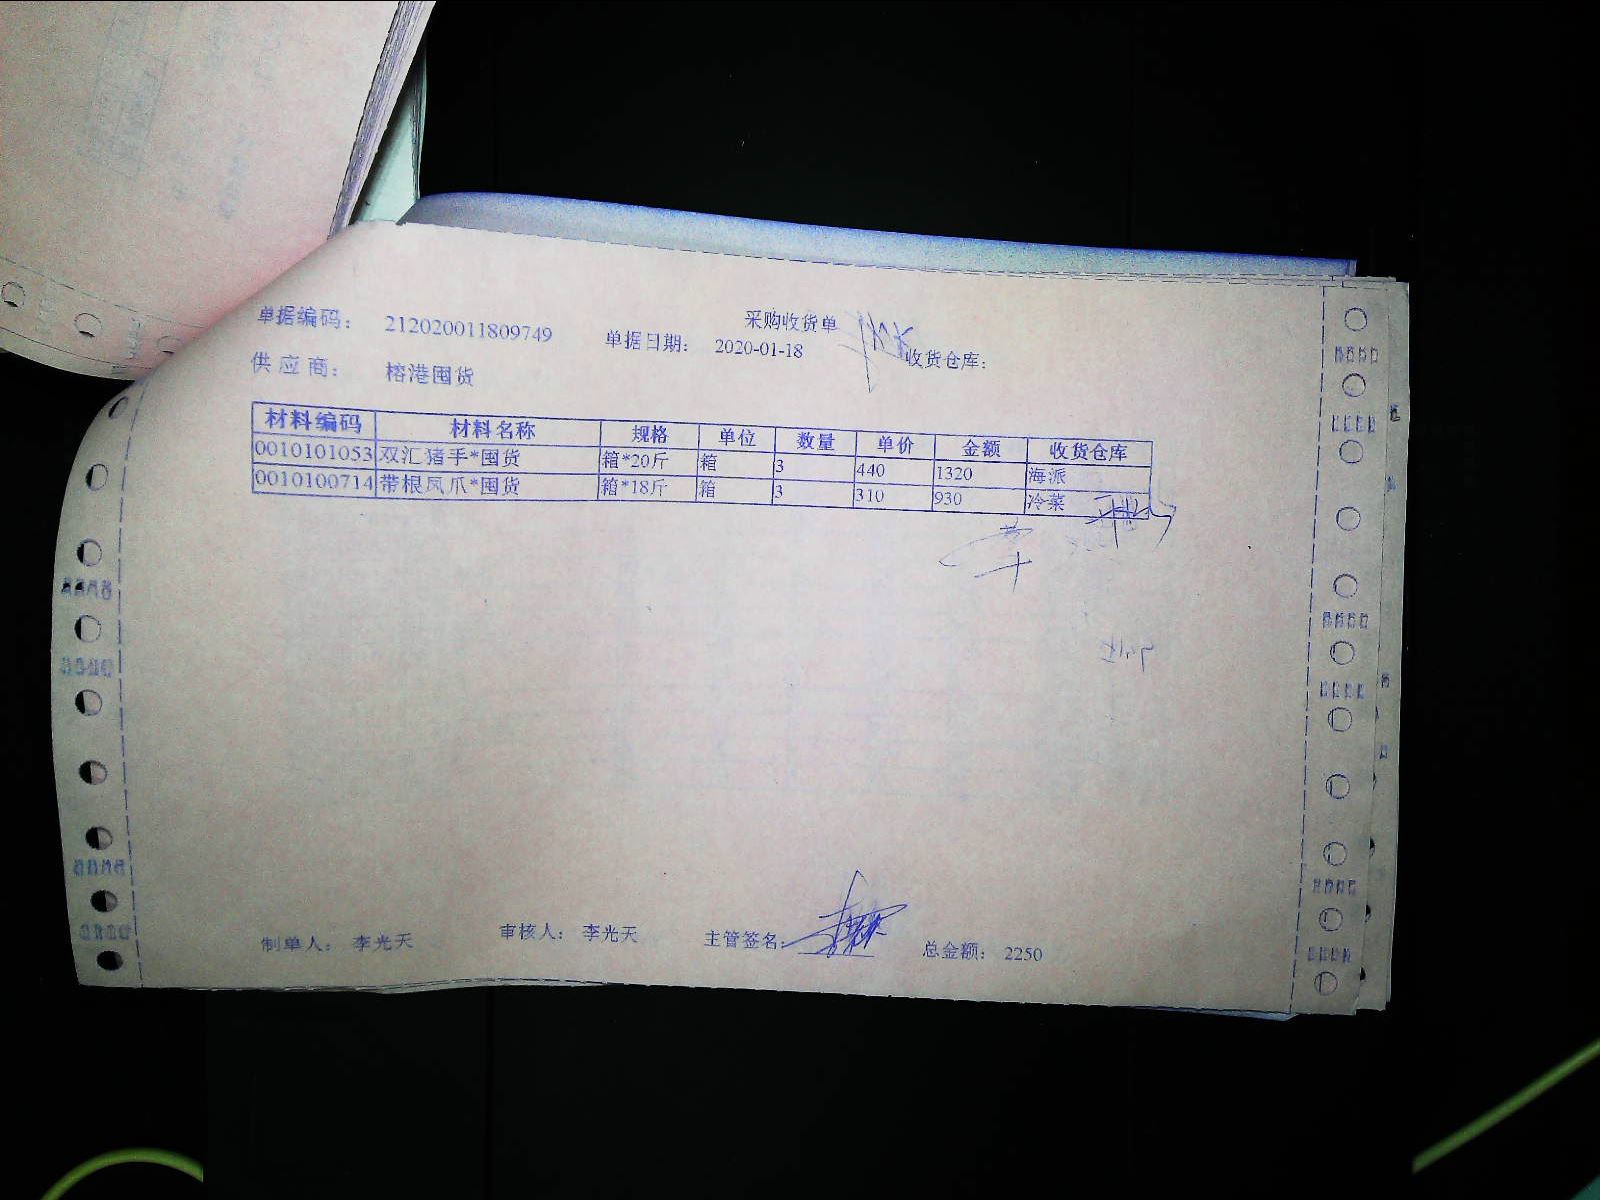 采购收货单
单据编码： 212020011809749 单据日期： 2020-01-18 收货仓库：
供应商： 榕港囤货
材料编码 材料名称 规格 单位 数量 单价 金额 收货仓库
0010101053 双汇猪手*囤货 箱*20斤 箱 3 440 1320 海派
0010100714 带根凤爪*囤货 箱*18斤 箱 3 310 930 冷菜
制单人： 李光天 审核人： 李光天 主管签名： 总金额： 2250